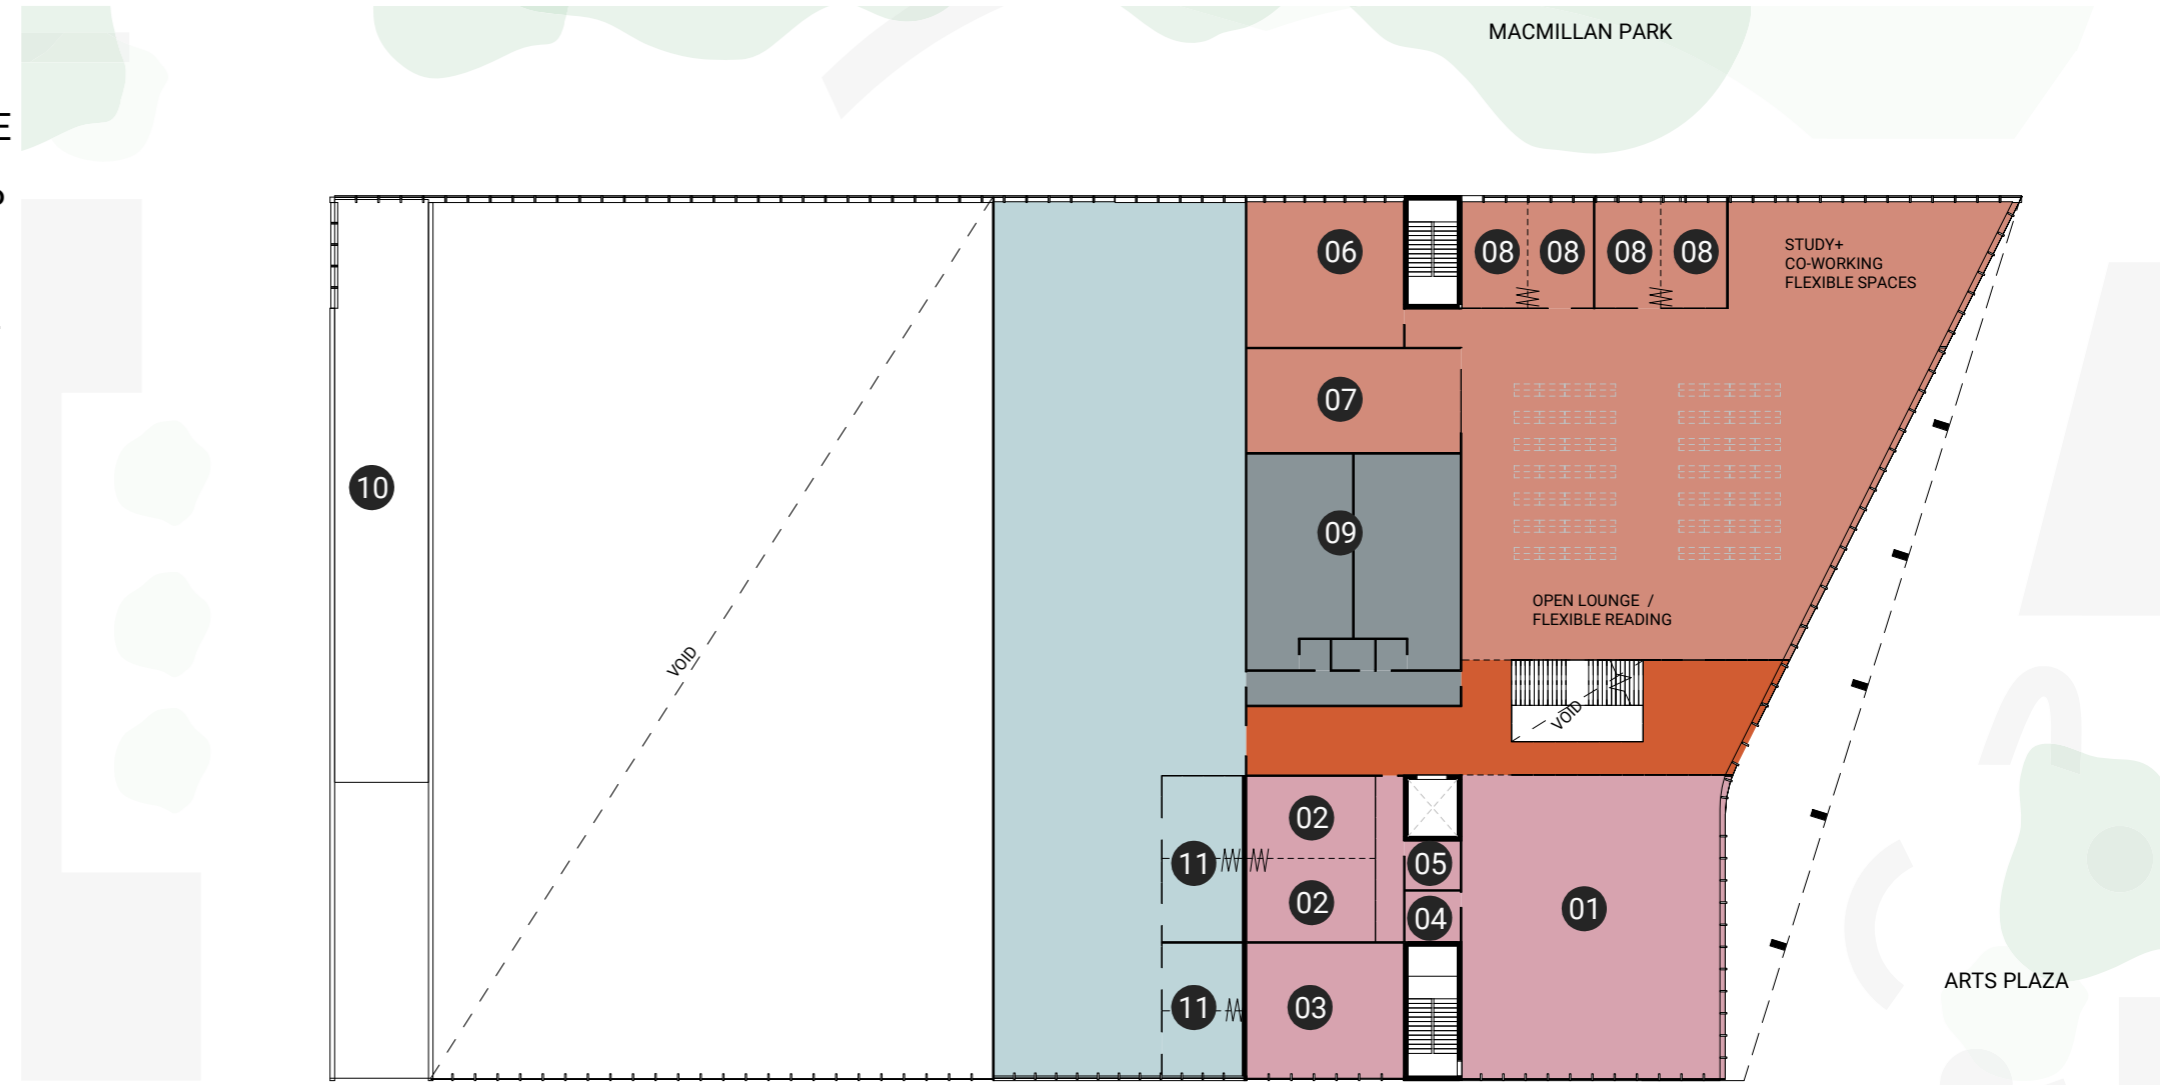 MACMILLAN PARK
E
06
08
08
08
08
STUDY+
CO-WORKING
FLEXIBLE SPACES
07
10
09
OPEN LOUNGE /
FLEXIBLE READING
VOID
VOID
02
11
05
02
04
01
11
03
ARTS PLAZA